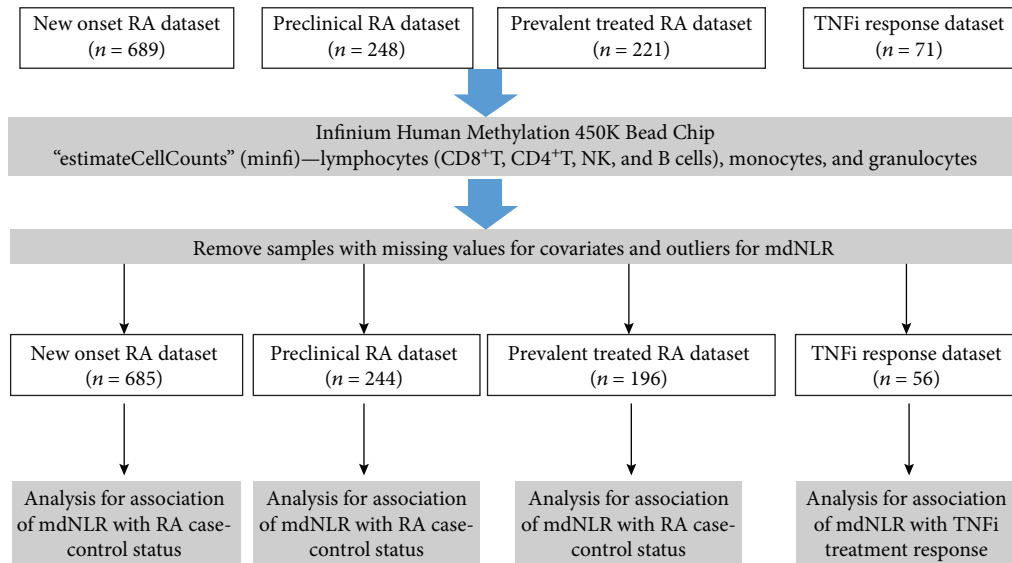 New onset RA dataset
(n = 689)
Preclinical RA dataset
(n = 248)
Prevalent treated RA dataset
(n = 221)
TNFi response dataset
(n = 71)
Infinium Human Methylation 450K Bead Chip
“estimateCellCounts” (minfi)—lymphocytes (CD8⁺T, CD4⁺T, NK, and B cells), monocytes, and granulocytes
Remove samples with missing values for covariates and outliers for mdNLR
New onset RA dataset
(n = 685)
Preclinical RA dataset
(n = 244)
Prevalent treated RA dataset
(n = 196)
TNFi response dataset
(n = 56)
Analysis for association
of mdNLR with RA case-
control status
Analysis for association
of mdNLR with RA case-
control status
Analysis for association
of mdNLR with RA case-
control status
Analysis for association
of mdNLR with TNFi
treatment response